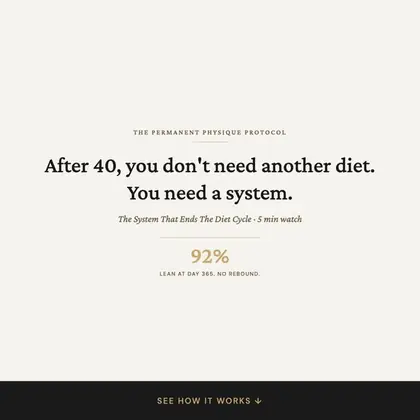 THE PERMANENT PHYSIQUE PROTOCOL
After 40, you don't need another diet.
You need a system.
The System That Ends The Diet Cycle · 5 min watch
92%
LEAN AT DAY 365. NO REBOUND.
SEE HOW IT WORKS ↓